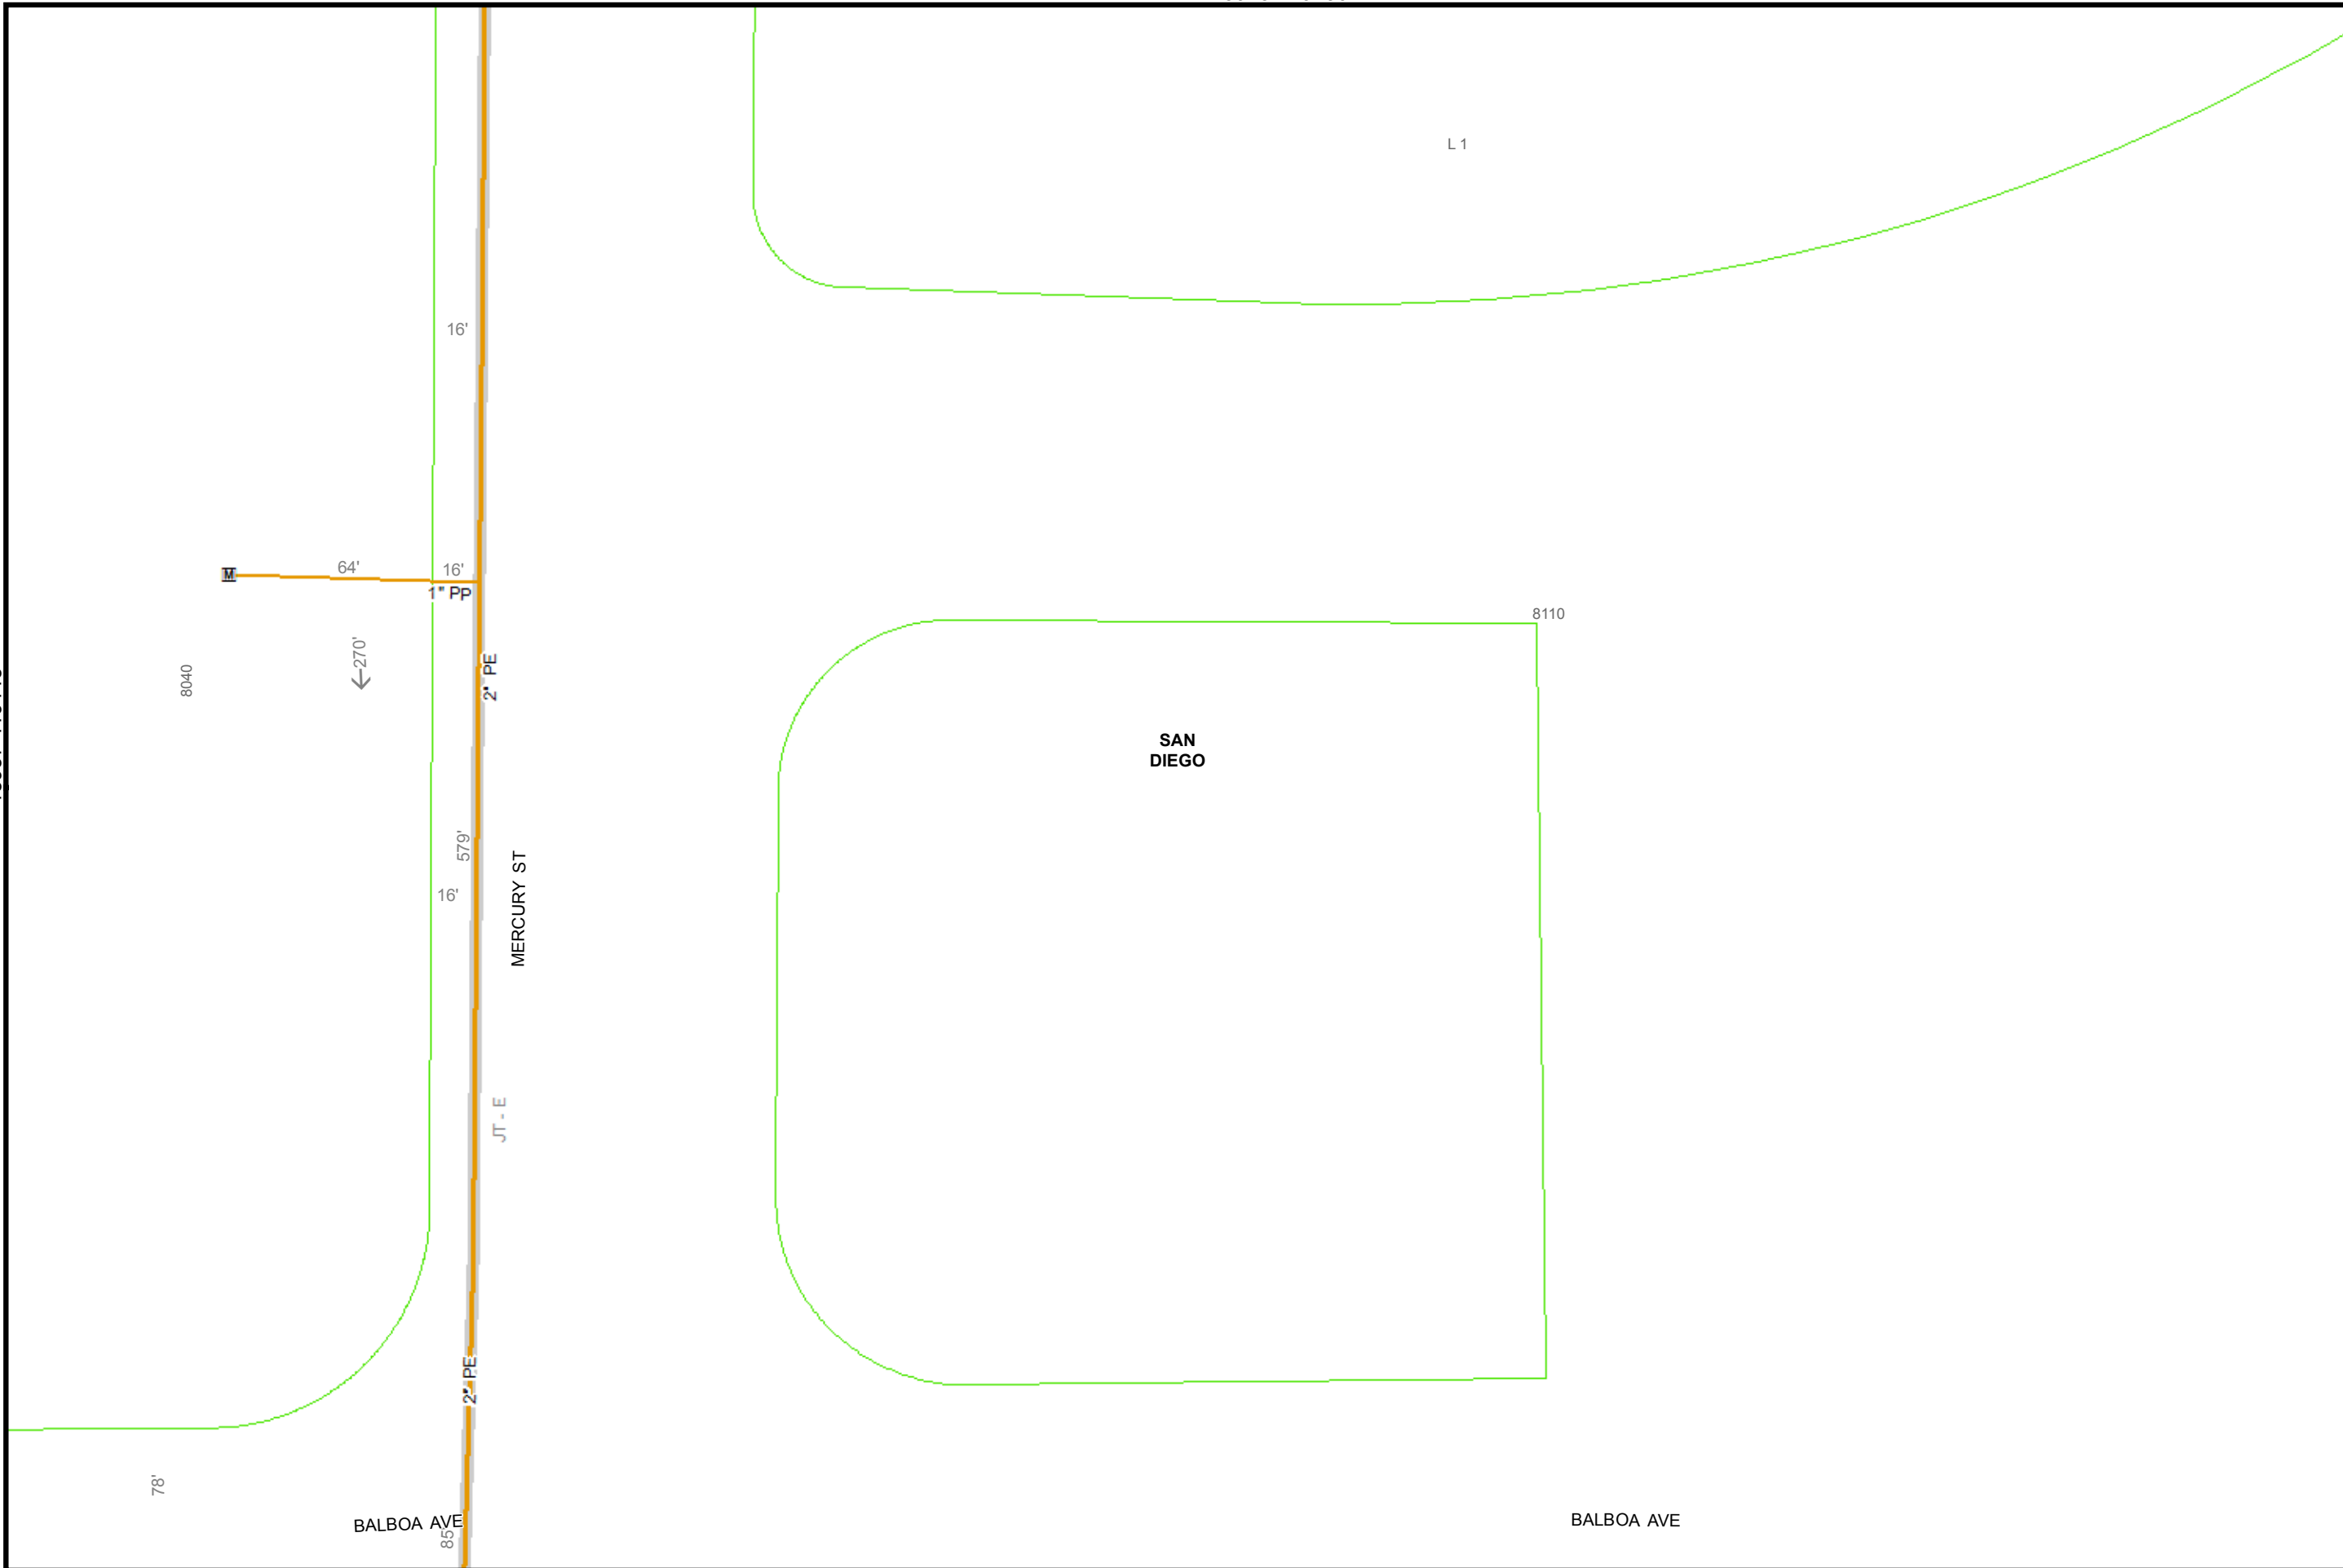 L 1
16'
64'
16'
M
1" PP
8110
270'
2" PE
8040
SAN
DIEGO
579'
16'
MERCURY ST
JT - E
2" PE
78'
BALBOA AVE
85'
BALBOA AVE